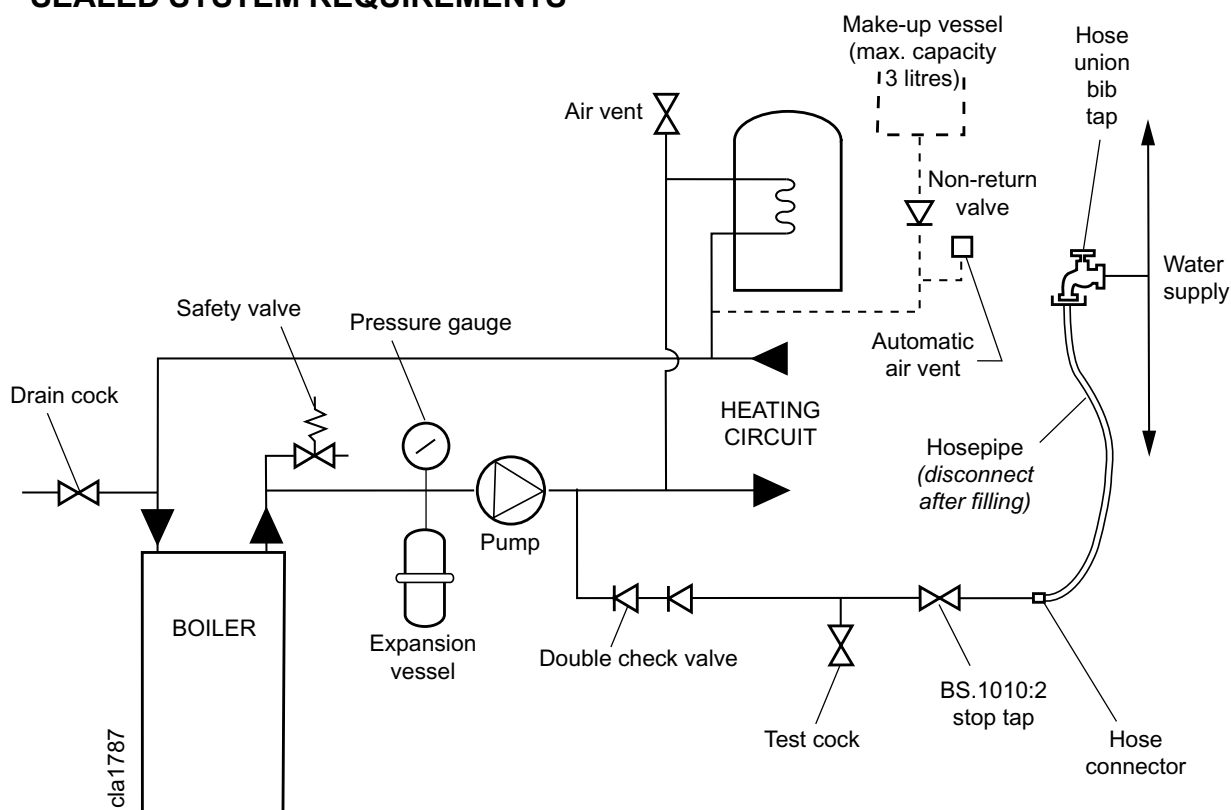 SEALED SYSTEM REQUIREMENTS
Make-up vessel
(max. capacity
3 litres)
Hose
union
bib
tap
Air vent
Non-return
valve
Water
supply
Safety valve
Pressure gauge
Automatic
air vent
Drain cock
HEATING
CIRCUIT
Hosepipe
(disconnect
after filling)
Pump
BOILER
Expansion
vessel
Double check valve
BS.1010:2
stop tap
Test cock
Hose
connector
cla1787